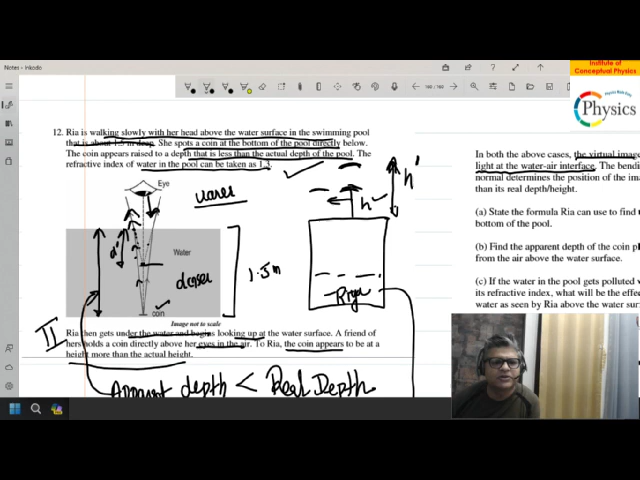 Notes - Inkodo
Institute of
Conceptual Physics
Physics
12. Ria is walking slowly with her head above the water surface in the swimming pool
that is about 1.5 m deep. She spots a coin at the bottom of the pool directly below.
The coin appears raised to a depth that is less than the actual depth of the pool. The
refractive index of water in the pool can be taken as 1.3.
Eye
rarer
h'
h
d'
Water
denser
1.5m
Riya
coin
Image not to scale
II
Ria then gets under the water and begins looking up at the water surface. A friend of
hers holds a coin directly above her eyes in the air. To Ria, the coin appears to be at a
height more than the actual height.
Apparent depth < Real Depth
In both the above cases, the virtual image
light at the water-air interface. The bendi
normal determines the position of the ima
than its real depth/height.
(a) State the formula Ria can use to find t
bottom of the pool.
(b) Find the apparent depth of the coin pl
from the air above the water surface.
(c) If the water in the pool gets polluted w
its refractive index, what will be the effec
water as seen by Ria above the water sur